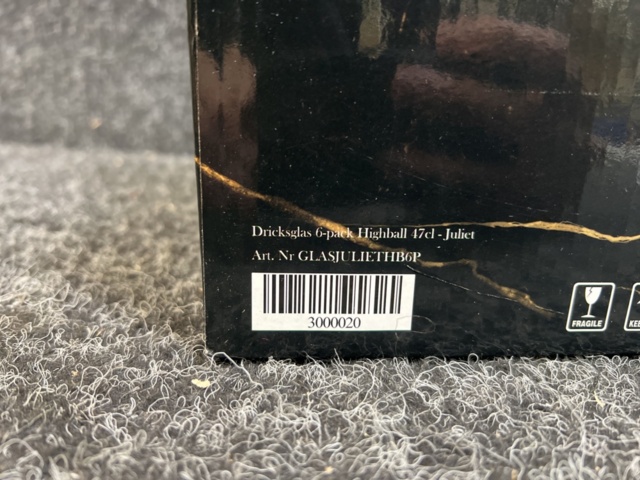 Dricksglas 6-pack Highball 47cl - Juliet
Art. Nr GLASJULIETHB6P
3000020
FRAGILE